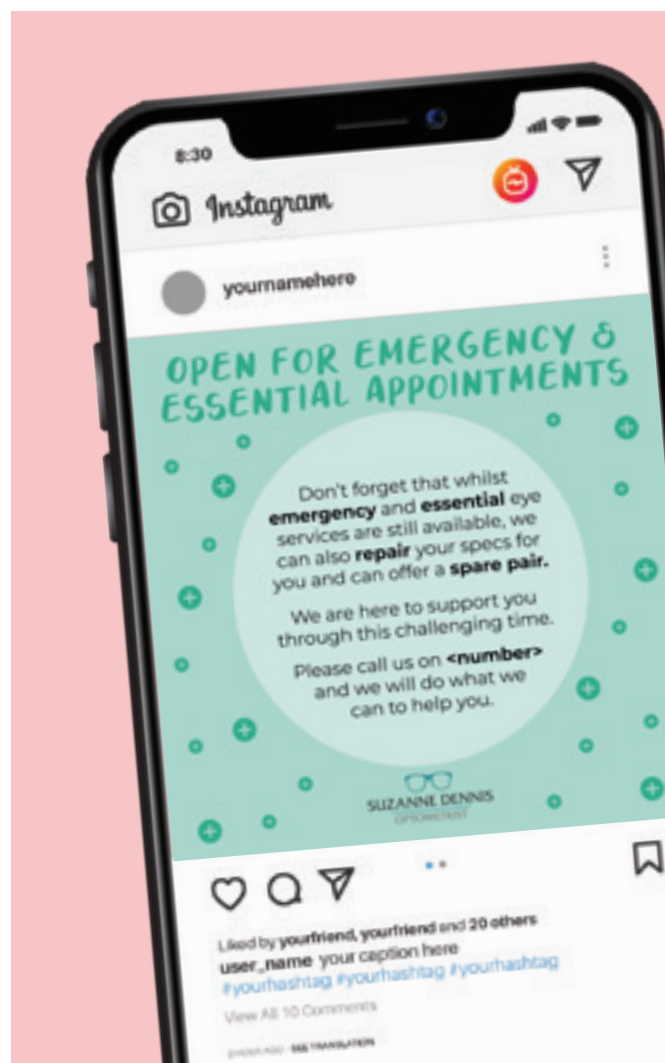 8:30
Instagram
yournamehere
OPEN FOR EMERGENCY &
ESSENTIAL APPOINTMENTS
Don't forget that whilst
emergency and essential eye
services are still available, we
can also repair your specs for
you and can offer a spare pair.
We are here to support you
through this challenging time.
Please call us on <number>
and we will do what we
can to help you.
SUZANNE DENNIS
OPTOMETRIST
Liked by yourfriend, yourfriend and 20 others
user_name your caption here
#yourhashtag #yourhashtag #yourhashtag
View All 10 Comments
SEE TRANSLATION